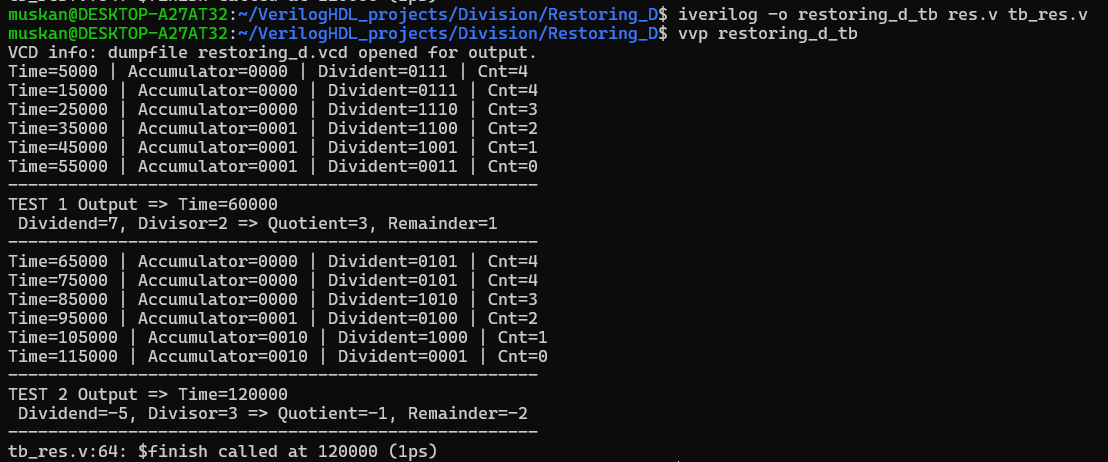 muskan@DESKTOP-A27AT32:~/VerilogHDL_projects/Division/Restoring_D$ iverilog -o restoring_d_tb res.v tb_res.v
muskan@DESKTOP-A27AT32:~/VerilogHDL_projects/Division/Restoring_D$ vvp restoring_d_tb
VCD info: dumpfile restoring_d.vcd opened for output.
Time=5000 | Accumulator=0000 | Divident=0111 | Cnt=4
Time=15000 | Accumulator=0000 | Divident=0111 | Cnt=4
Time=25000 | Accumulator=0000 | Divident=1110 | Cnt=3
Time=35000 | Accumulator=0001 | Divident=1100 | Cnt=2
Time=45000 | Accumulator=0001 | Divident=1001 | Cnt=1
Time=55000 | Accumulator=0001 | Divident=0011 | Cnt=0
------------------------------------------------------
TEST 1 Output => Time=60000
 Dividend=7, Divisor=2 => Quotient=3, Remainder=1
------------------------------------------------------
Time=65000 | Accumulator=0000 | Divident=0101 | Cnt=4
Time=75000 | Accumulator=0000 | Divident=0101 | Cnt=4
Time=85000 | Accumulator=0000 | Divident=1010 | Cnt=3
Time=95000 | Accumulator=0001 | Divident=0100 | Cnt=2
Time=105000 | Accumulator=0010 | Divident=1000 | Cnt=1
Time=115000 | Accumulator=0010 | Divident=0001 | Cnt=0
------------------------------------------------------
TEST 2 Output => Time=120000
 Dividend=-5, Divisor=3 => Quotient=-1, Remainder=-2
------------------------------------------------------
tb_res.v:64: $finish called at 120000 (1ps)